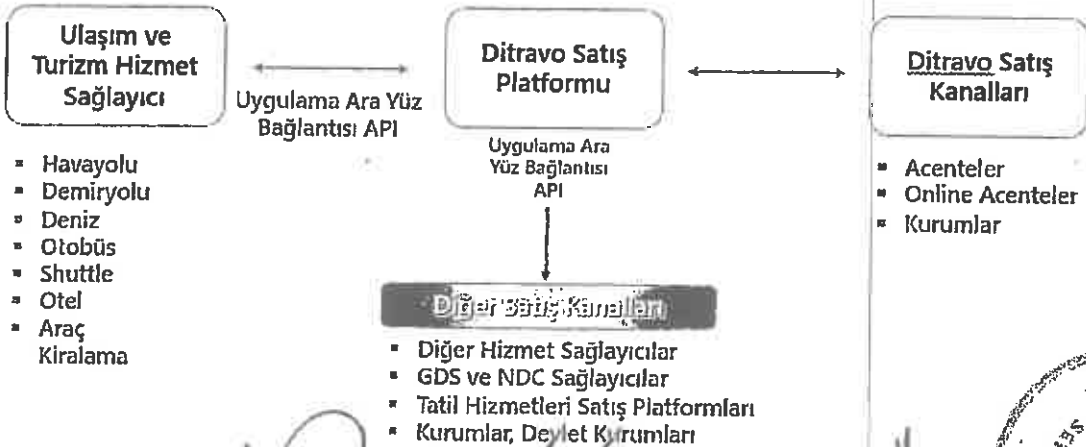 Ulaşım ve
Turizm Hizmet
Sağlayıcı
Uygulama Ara Yüz
Bağlantısı API
Ditravo Satış
Platformu
Uygulama Ara
Yüz Bağlantısı
API
Ditravo Satış
Kanalları
▪ Havayolu
▪ Demiryolu
▪ Deniz
▪ Otobüs
▪ Shuttle
▪ Otel
▪ Araç
Kiralama
▪ Acenteler
▪ Online Acenteler
▪ Kurumlar
Diğer Satış Kanalları
▪ Diğer Hizmet Sağlayıcılar
▪ GDS ve NDC Sağlayıcılar
▪ Tatil Hizmetleri Satış Platformları
▪ Kurumlar, Devlet Kurumları